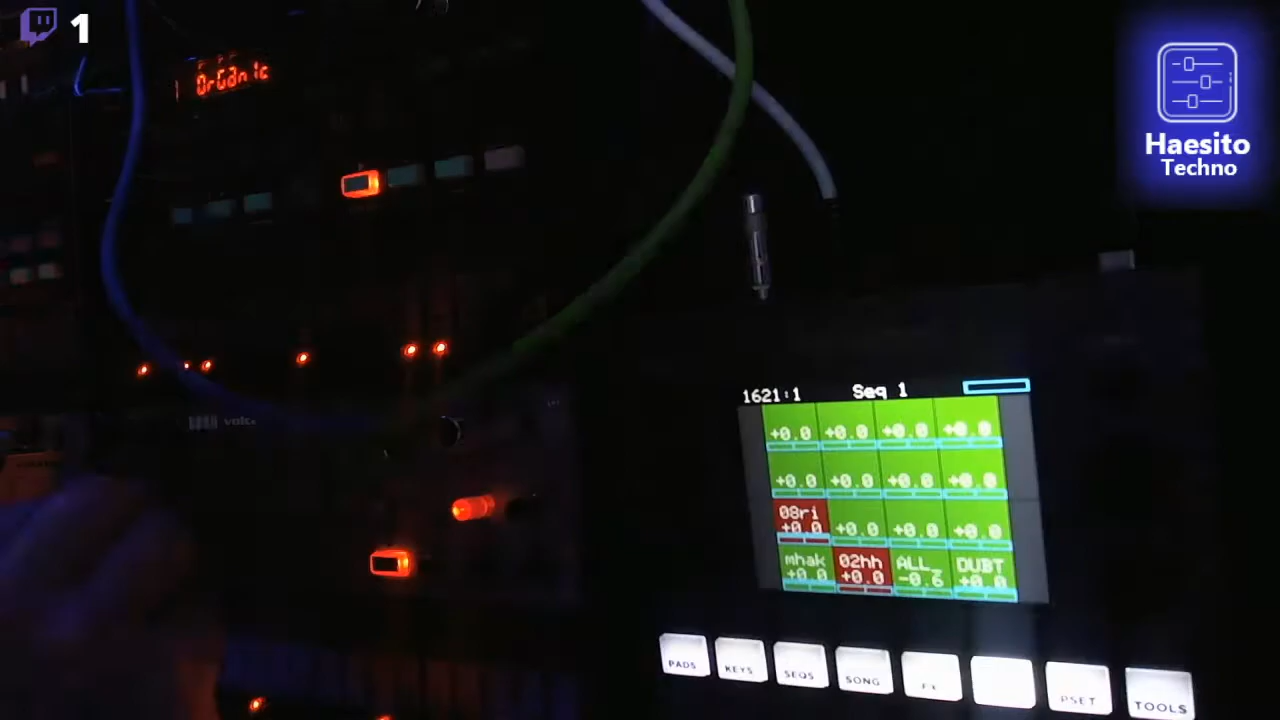 1
Haesito
Techno
OrGanic
volca
1621:1 Seq 1
+0.0 +0.0 +0.0 +0.0
+0.0 +0.0 +0.0 +0.0
08ri
+0.0 +0.0 +0.0 +0.0
mhak 02hh ALL_ DUBT
+0.0 +0.0 -0.6 +0.0
PADS KEYS SEQS SONG FX PSET TOOLS